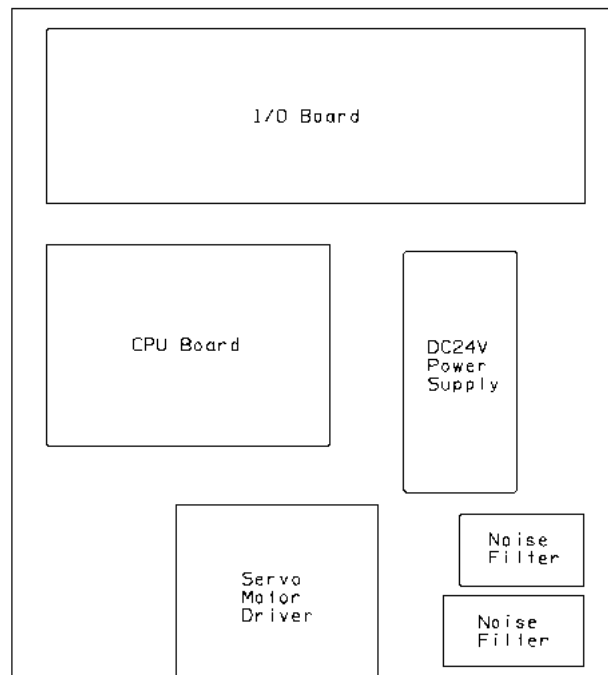 I/O Board
CPU Board
DC24V
Power
Supply
Noise
Filter
Servo
Motor
Driver
Noise
Filter